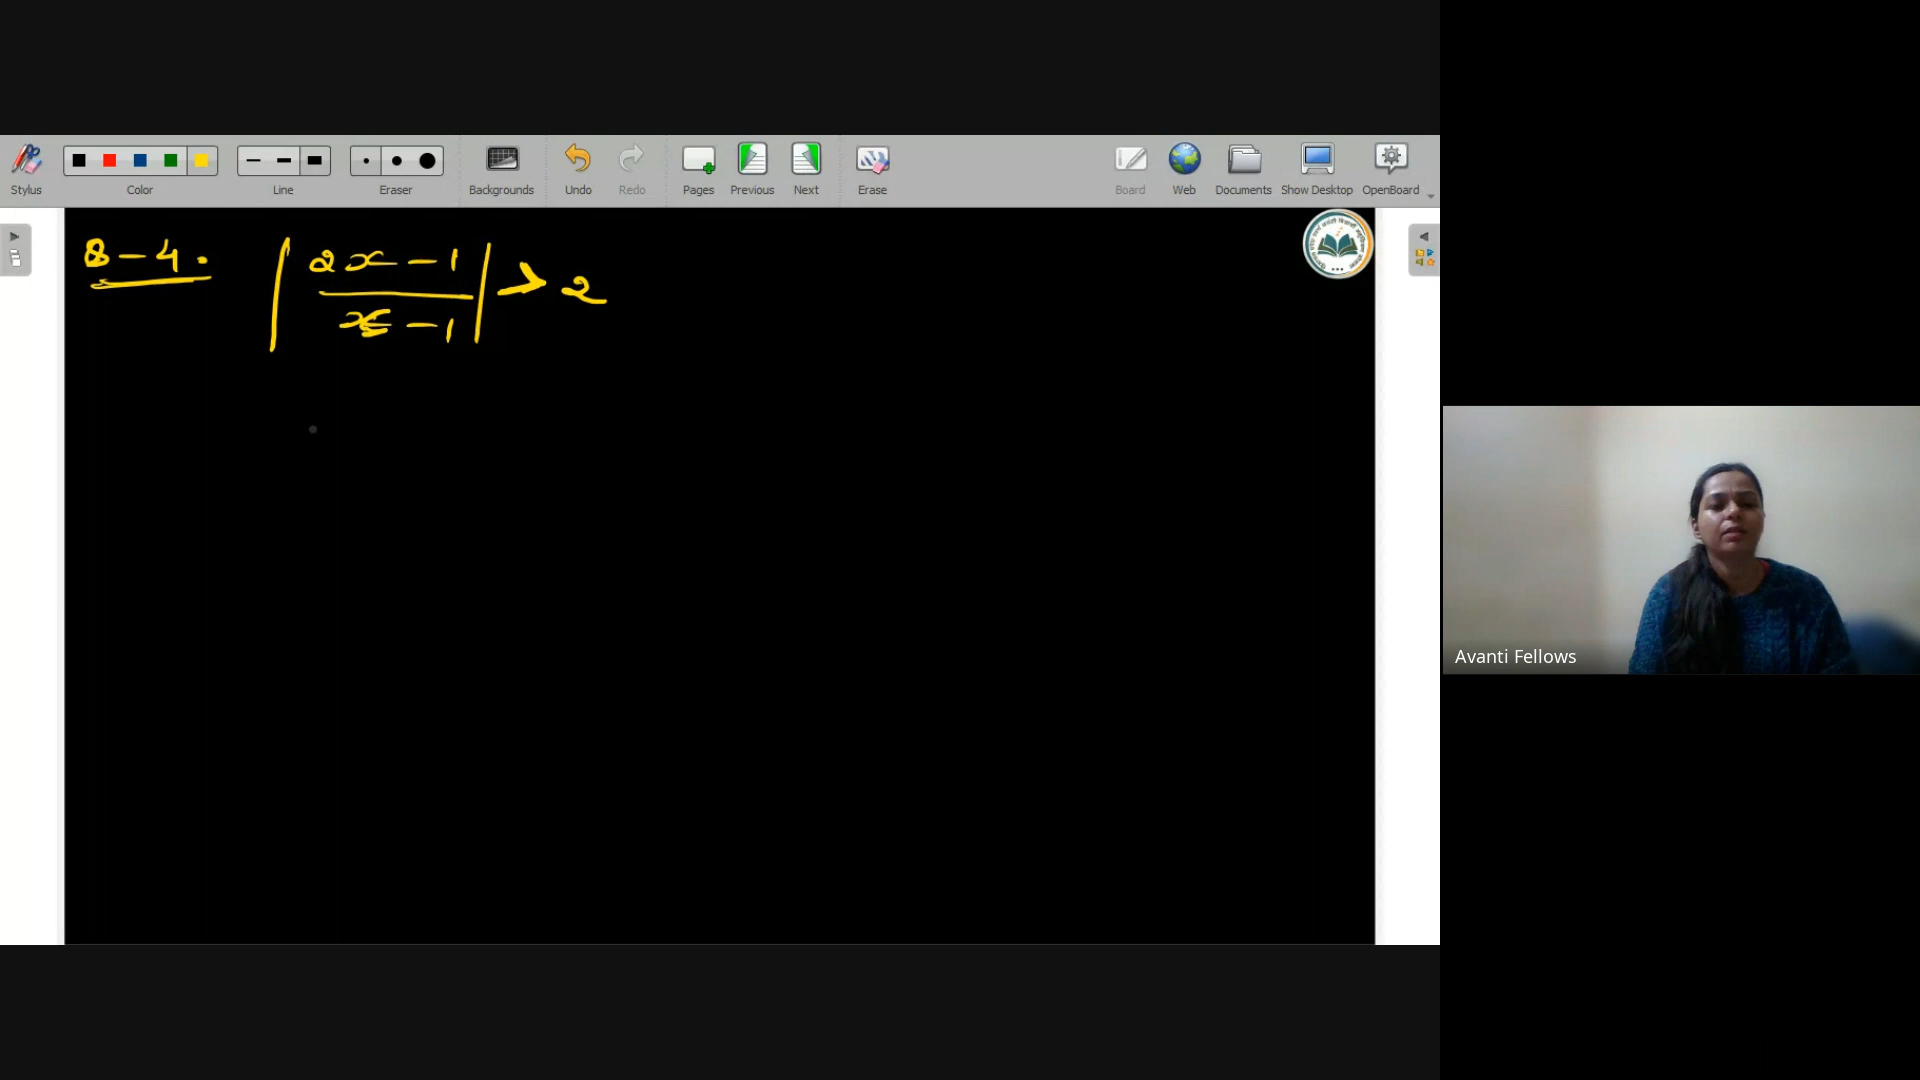 Stylus Color Line Eraser Backgrounds Undo Redo Pages Previous Next Erase Board Web Documents Show Desktop OpenBoard
8-4. | 2x-1 / x-1 | > 2
Avanti Fellows